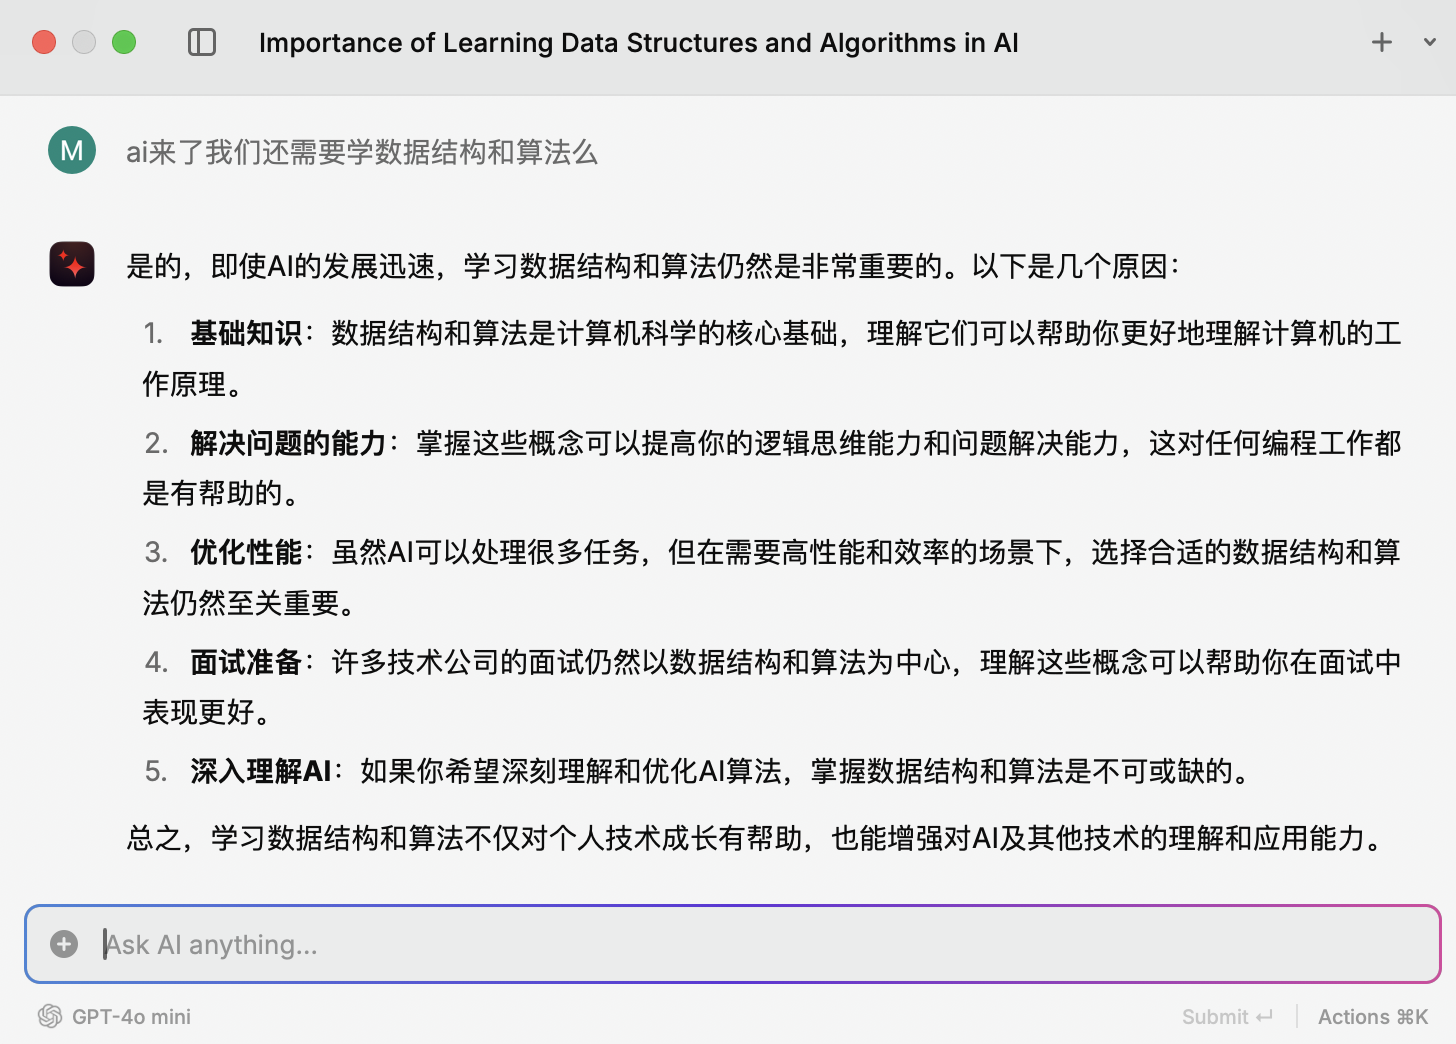 Importance of Learning Data Structures and Algorithms in AI
M
ai来了我们还需要学数据结构和算法么
是的，即使AI的发展迅速，学习数据结构和算法仍然是非常重要的。以下是几个原因：
1. 基础知识：数据结构和算法是计算机科学的核心基础，理解它们可以帮助你更好地理解计算机的工
作原理。
2. 解决问题的能力：掌握这些概念可以提高你的逻辑思维能力和问题解决能力，这对任何编程工作都
是有帮助的。
3. 优化性能：虽然AI可以处理很多任务，但在需要高性能和效率的场景下，选择合适的数据结构和算
法仍然至关重要。
4. 面试准备：许多技术公司的面试仍然以数据结构和算法为中心，理解这些概念可以帮助你在面试中
表现更好。
5. 深入理解AI：如果你希望深刻理解和优化AI算法，掌握数据结构和算法是不可或缺的。
总之，学习数据结构和算法不仅对个人技术成长有帮助，也能增强对AI及其他技术的理解和应用能力。
Ask AI anything...
GPT-4o mini
Submit ↵
Actions ⌘K